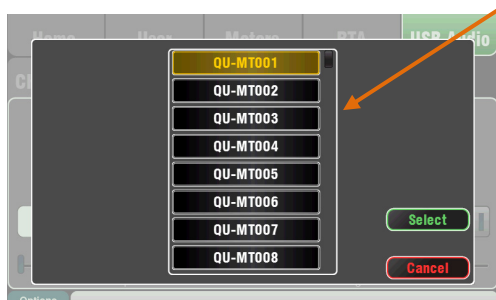 Home User Meters RTA USB Audio
QU-MT001
QU-MT002
QU-MT003
QU-MT004
QU-MT005
QU-MT006
QU-MT007
QU-MT008
Select
Cancel
Options